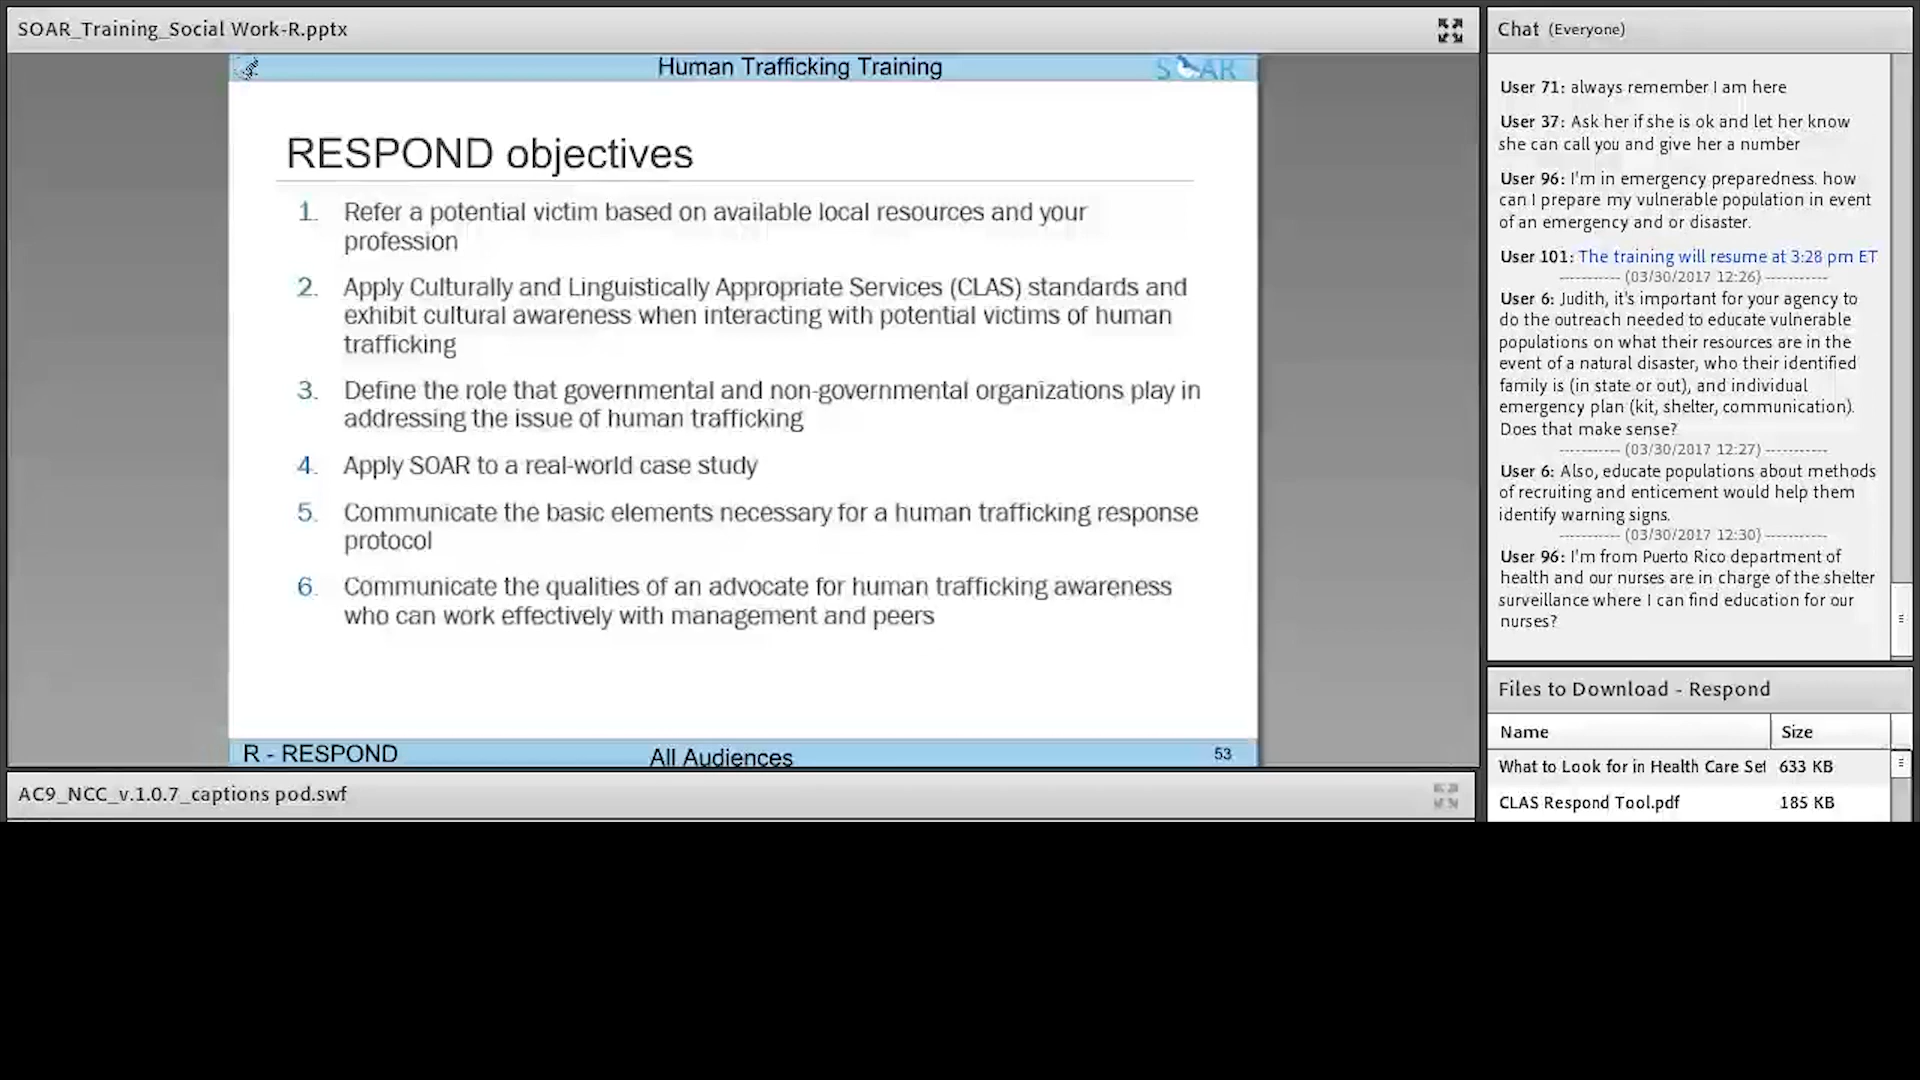 SOAR_Training_Social Work-R.pptx
Human Trafficking Training
SOAR
RESPOND objectives
1. Refer a potential victim based on available local resources and your
profession
2. Apply Culturally and Linguistically Appropriate Services (CLAS) standards and
exhibit cultural awareness when interacting with potential victims of human
trafficking
3. Define the role that governmental and non-governmental organizations play in
addressing the issue of human trafficking
4. Apply SOAR to a real-world case study
5. Communicate the basic elements necessary for a human trafficking response
protocol
6. Communicate the qualities of an advocate for human trafficking awareness
who can work effectively with management and peers
R - RESPOND
All Audiences
53
AC9_NCC_v.1.0.7_captions pod.swf
Chat (Everyone)
User 71: always remember I am here
User 37: Ask her if she is ok and let her know
she can call you and give her a number
User 96: I'm in emergency preparedness. how
can I prepare my vulnerable population in event
of an emergency and or disaster.
User 101: The training will resume at 3:28 pm ET
----------- (03/30/2017 12:26) -----------
User 6: Judith, it's important for your agency to
do the outreach needed to educate vulnerable
populations on what their resources are in the
event of a natural disaster, who their identified
family is (in state or out), and individual
emergency plan (kit, shelter, communication).
Does that make sense?
----------- (03/30/2017 12:27) -----------
User 6: Also, educate populations about methods
of recruiting and enticement would help them
identify warning signs.
----------- (03/30/2017 12:30) -----------
User 96: I'm from Puerto Rico department of
health and our nurses are in charge of the shelter
surveillance where I can find education for our
nurses?
Files to Download - Respond
Name Size
What to Look for in Health Care Set 633 KB
CLAS Respond Tool.pdf 185 KB